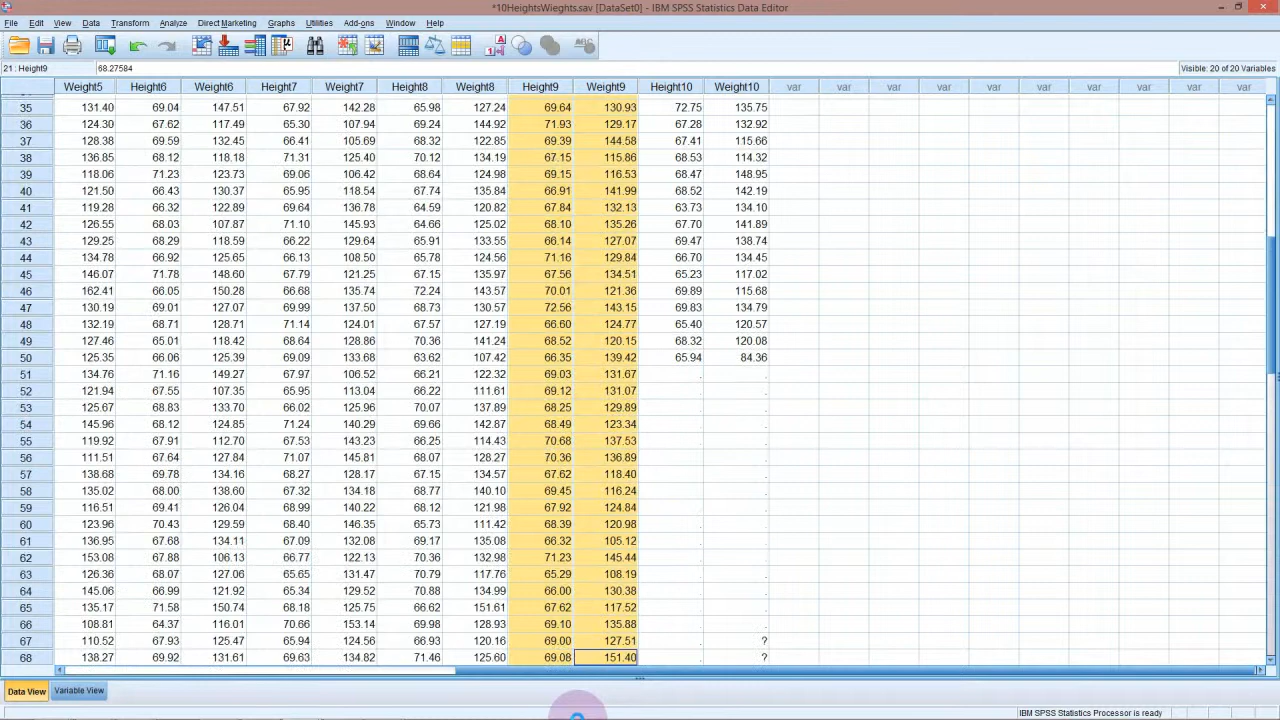 *10HeightsWieghts.sav [DataSet0] - IBM SPSS Statistics Data Editor
File Edit View Data Transform Analyze Direct Marketing Graphs Utilities Add-ons Window Help
21 : Height9 68.27584 Visible: 20 of 20 Variables
Weight5 Height6 Weight6 Height7 Weight7 Height8 Weight8 Height9 Weight9 Height10 Weight10 var var var var var var var var var var
35 131.40 69.04 147.51 67.92 142.28 65.98 127.24 69.64 130.93 72.75 135.75
36 124.30 67.62 117.49 65.30 107.94 69.24 144.92 71.93 129.17 67.28 132.92
37 128.38 69.59 132.45 66.41 105.69 68.32 122.85 69.39 144.58 67.41 115.66
38 136.85 68.12 118.18 71.31 125.40 70.12 134.19 67.15 115.86 68.53 114.32
39 118.06 71.23 123.73 69.06 106.42 68.64 124.98 69.15 116.53 68.47 148.95
40 121.50 66.43 130.37 65.95 118.54 67.74 135.84 66.91 141.99 68.52 142.19
41 119.28 66.32 122.89 69.64 136.78 64.59 120.82 67.84 132.13 63.73 134.10
42 126.55 68.03 107.87 71.10 145.93 64.66 125.02 68.10 135.26 67.70 141.89
43 129.25 68.29 118.59 66.22 129.64 65.91 133.55 66.14 127.07 69.47 138.74
44 134.78 66.92 125.65 66.13 108.50 65.78 124.56 71.16 129.84 66.70 134.45
45 146.07 71.78 148.60 67.79 121.25 67.15 135.97 67.56 134.51 65.23 117.02
46 162.41 66.05 150.28 66.68 135.74 72.24 143.57 70.01 121.36 69.89 115.68
47 130.19 69.01 127.07 69.99 137.50 68.73 130.57 72.56 143.15 69.83 134.79
48 132.19 68.71 128.71 71.14 124.01 67.57 127.19 66.60 124.77 65.40 120.57
49 127.46 65.01 118.42 68.64 128.86 70.36 141.24 68.52 120.15 68.32 120.08
50 125.35 66.06 125.39 69.09 133.68 63.62 107.42 66.35 139.42 65.94 84.36
51 134.76 71.16 149.27 67.97 106.52 66.21 122.32 69.03 131.67 . .
52 121.94 67.55 107.35 65.95 113.04 66.22 111.61 69.12 131.07 . .
53 125.67 68.83 133.70 66.02 125.96 70.07 137.89 68.25 129.89 . .
54 145.96 68.12 124.85 71.24 140.29 69.66 142.87 68.49 123.34 . .
55 119.92 67.91 112.70 67.53 143.23 66.25 114.43 70.68 137.53 . .
56 111.51 67.64 127.84 71.07 145.81 68.07 128.27 70.36 136.89 . .
57 138.68 69.78 134.16 68.27 128.17 67.15 134.57 67.62 118.40 . .
58 135.02 68.00 138.60 67.32 134.18 68.77 140.10 69.45 116.24 . .
59 116.51 69.41 126.04 68.99 140.22 68.12 121.98 67.92 124.84 . .
60 123.96 70.43 129.59 68.40 146.35 65.73 111.42 68.39 120.98 . .
61 136.95 67.68 134.11 67.09 132.08 69.17 135.08 66.32 105.12 . .
62 153.08 67.88 106.13 66.77 122.13 70.36 132.98 71.23 145.44 . .
63 126.36 68.07 127.06 65.65 131.47 70.79 117.76 65.29 108.19 . .
64 145.06 66.99 121.92 65.34 129.52 70.88 134.99 66.00 130.38 . .
65 135.17 71.58 150.74 68.18 125.75 66.62 151.61 67.62 117.52 . .
66 108.81 64.37 116.01 70.66 153.14 69.98 128.93 69.10 135.88 . .
67 110.52 67.93 125.47 65.94 124.56 66.93 120.16 69.00 127.51 . ?
68 138.27 69.92 131.61 69.63 134.82 71.46 125.60 69.08 151.40 . ?
Data View Variable View
IBM SPSS Statistics Processor is ready